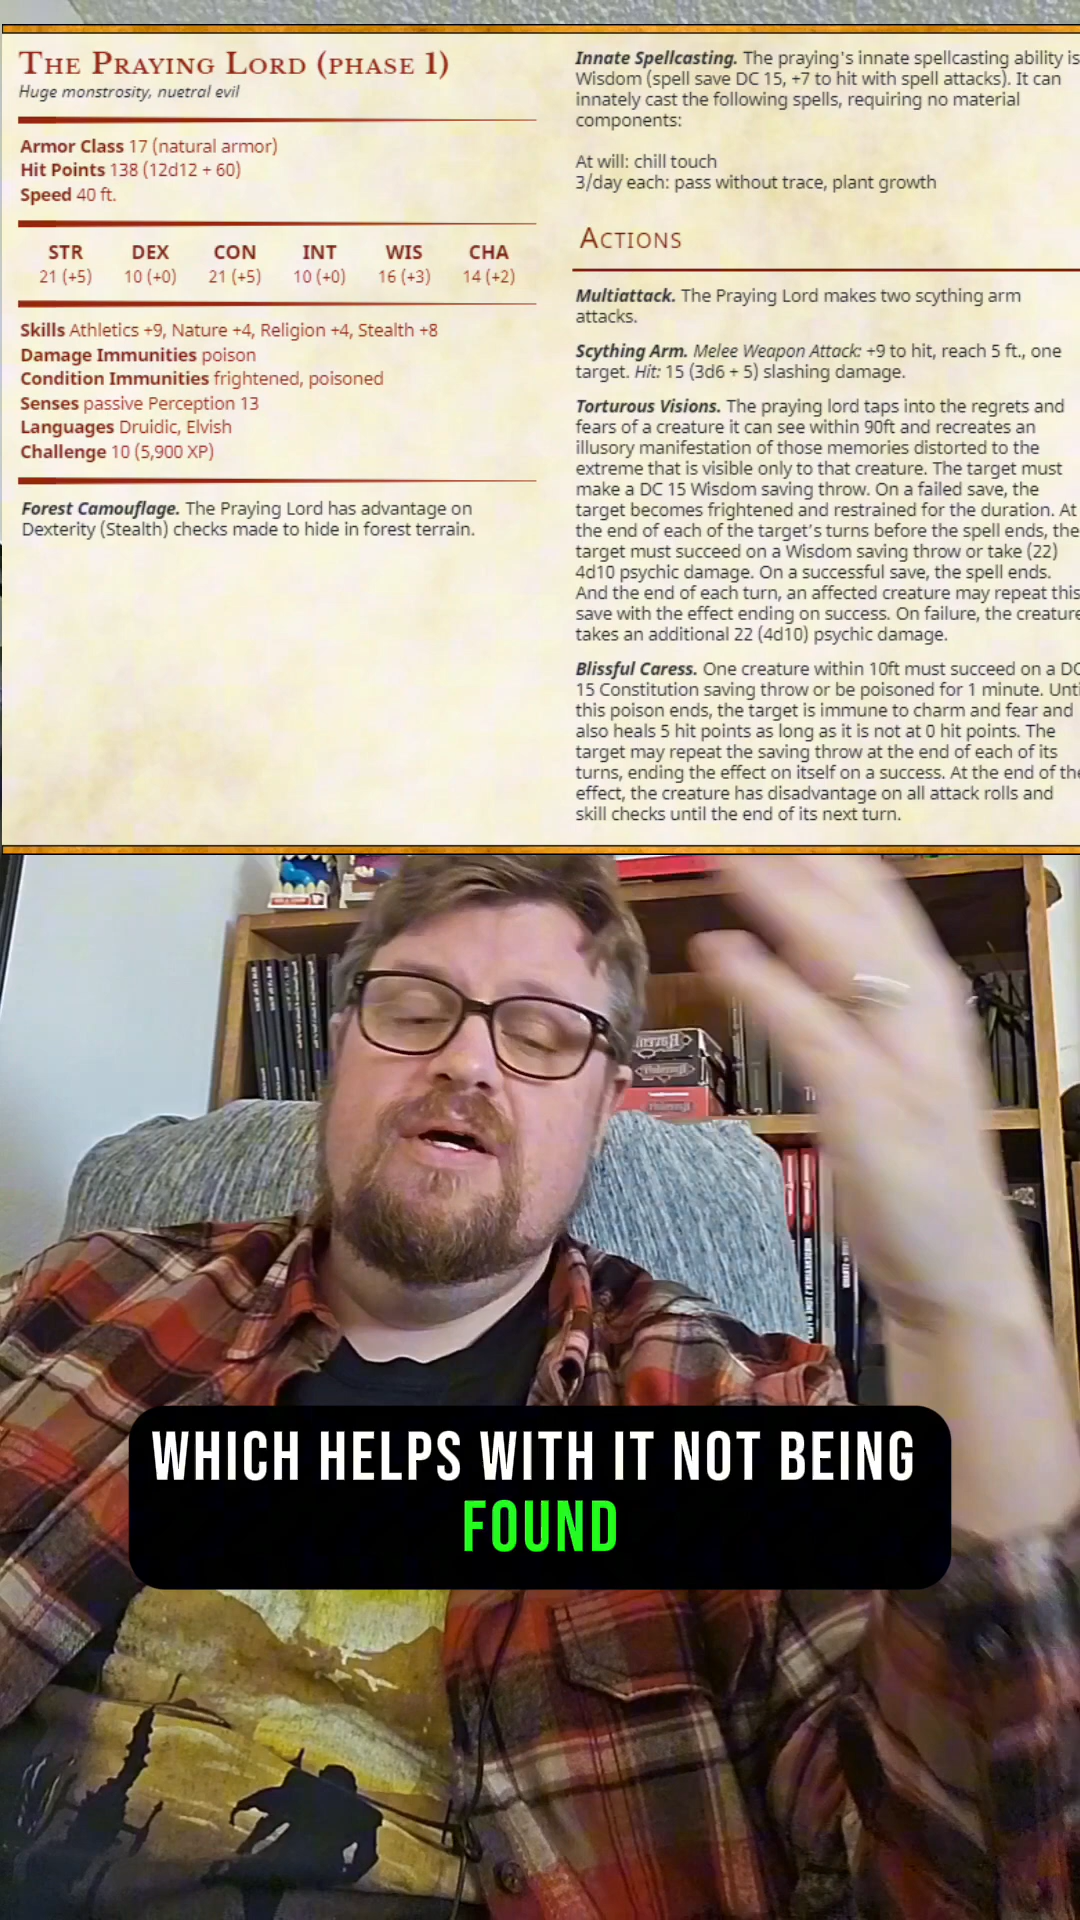 The Praying Lord (phase 1)
Huge monstrosity, nuetral evil
Armor Class 17 (natural armor)
Hit Points 138 (12d12 + 60)
Speed 40 ft.
STR DEX CON INT WIS CHA
21 (+5) 10 (+0) 21 (+5) 10 (+0) 16 (+3) 14 (+2)
Skills Athletics +9, Nature +4, Religion +4, Stealth +8
Damage Immunities poison
Condition Immunities frightened, poisoned
Senses passive Perception 13
Languages Druidic, Elvish
Challenge 10 (5,900 XP)
Forest Camouflage. The Praying Lord has advantage on
Dexterity (Stealth) checks made to hide in forest terrain.
Innate Spellcasting. The praying's innate spellcasting ability is
Wisdom (spell save DC 15, +7 to hit with spell attacks). It can
innately cast the following spells, requiring no material
components:
At will: chill touch
3/day each: pass without trace, plant growth
Actions
Multiattack. The Praying Lord makes two scything arm
attacks.
Scything Arm. Melee Weapon Attack: +9 to hit, reach 5 ft., one
target. Hit: 15 (3d6 + 5) slashing damage.
Torturous Visions. The praying lord taps into the regrets and
fears of a creature it can see within 90ft and recreates an
illusory manifestation of those memories distorted to the
extreme that is visible only to that creature. The target must
make a DC 15 Wisdom saving throw. On a failed save, the
target becomes frightened and restrained for the duration. At
the end of each of the target's turns before the spell ends, the
target must succeed on a Wisdom saving throw or take (22)
4d10 psychic damage. On a successful save, the spell ends.
And the end of each turn, an affected creature may repeat this
save with the effect ending on success. On failure, the creature
takes an additional 22 (4d10) psychic damage.
Blissful Caress. One creature within 10ft must succeed on a DC
15 Constitution saving throw or be poisoned for 1 minute. Unti
this poison ends, the target is immune to charm and fear and
also heals 5 hit points as long as it is not at 0 hit points. The
target may repeat the saving throw at the end of each of its
turns, ending the effect on itself on a success. At the end of the
effect, the creature has disadvantage on all attack rolls and
skill checks until the end of its next turn.
WHICH HELPS WITH IT NOT BEING
FOUND